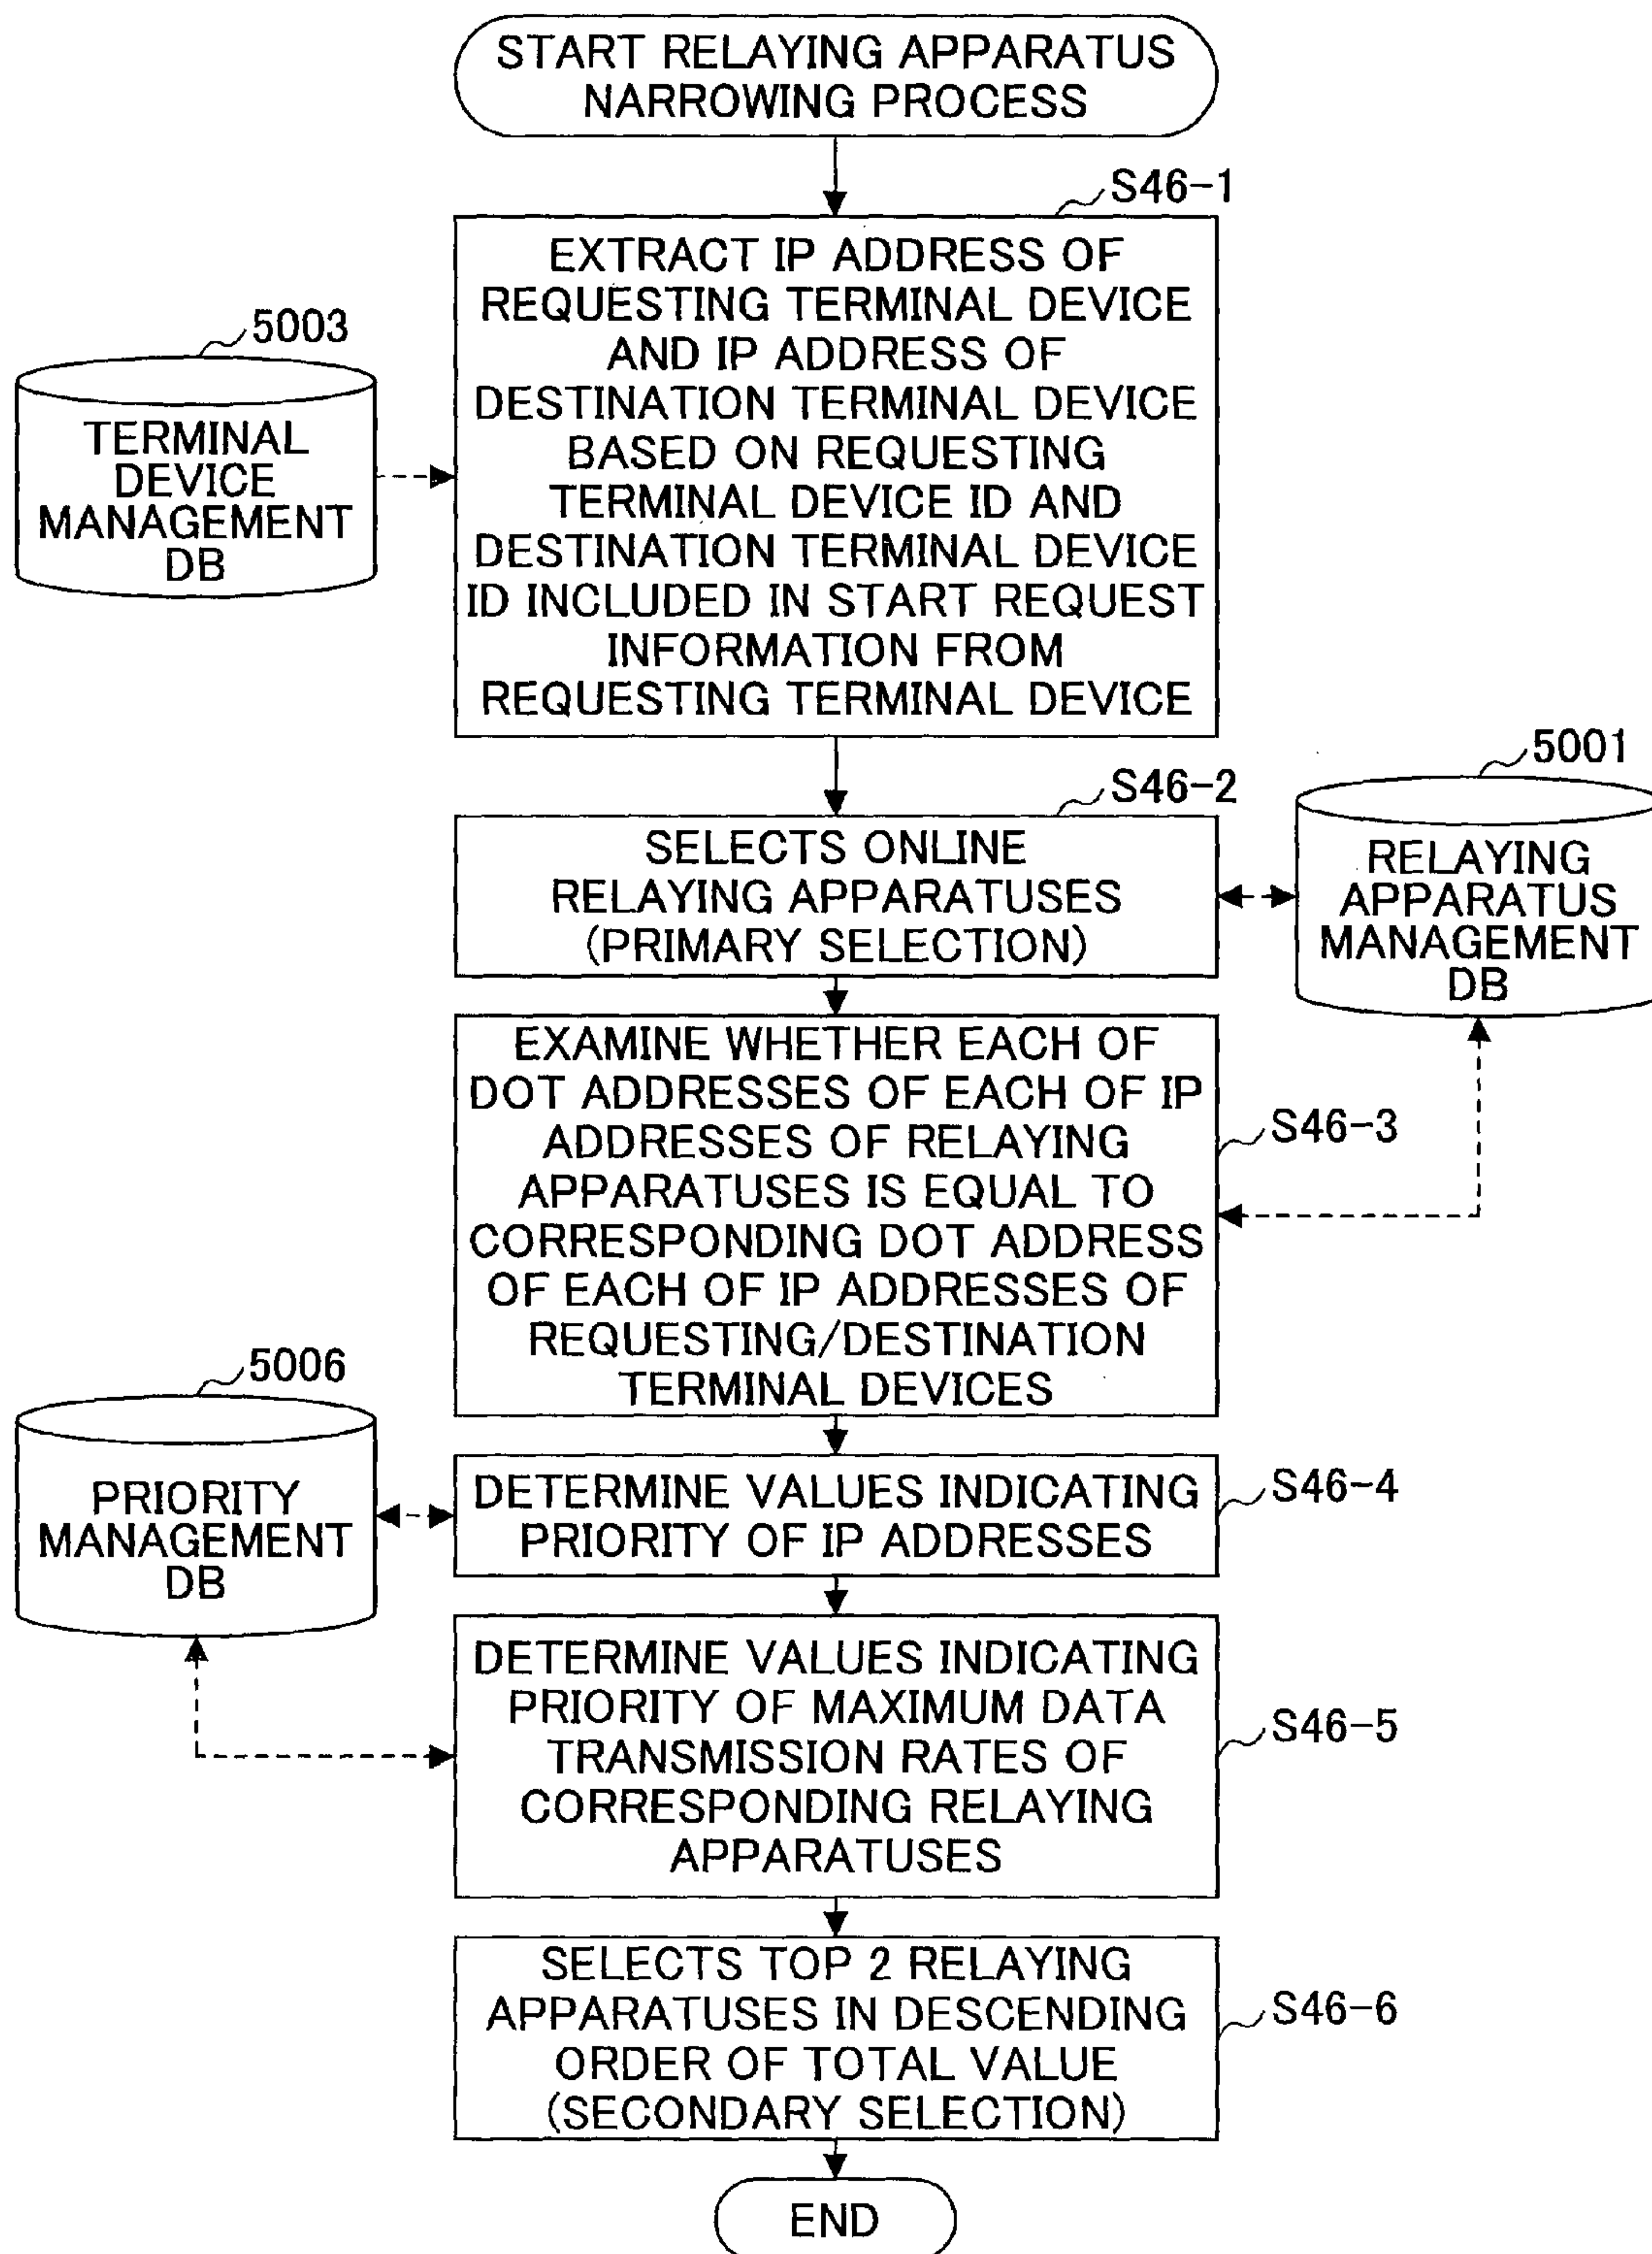 START RELAYING APPARATUS
NARROWING PROCESS
S46-1
EXTRACT IP ADDRESS OF
REQUESTING TERMINAL DEVICE
AND IP ADDRESS OF
DESTINATION TERMINAL DEVICE
BASED ON REQUESTING
TERMINAL DEVICE ID AND
DESTINATION TERMINAL DEVICE
ID INCLUDED IN START REQUEST
INFORMATION FROM
REQUESTING TERMINAL DEVICE
5003
TERMINAL
DEVICE
MANAGEMENT
DB
S46-2
SELECTS ONLINE
RELAYING APPARATUSES
(PRIMARY SELECTION)
5001
RELAYING
APPARATUS
MANAGEMENT
DB
EXAMINE WHETHER EACH OF
DOT ADDRESSES OF EACH OF IP
ADDRESSES OF RELAYING
APPARATUSES IS EQUAL TO
CORRESPONDING DOT ADDRESS
OF EACH OF IP ADDRESSES OF
REQUESTING/DESTINATION
TERMINAL DEVICES
S46-3
5006
PRIORITY
MANAGEMENT
DB
DETERMINE VALUES INDICATING
PRIORITY OF IP ADDRESSES
S46-4
DETERMINE VALUES INDICATING
PRIORITY OF MAXIMUM DATA
TRANSMISSION RATES OF
CORRESPONDING RELAYING
APPARATUSES
S46-5
SELECTS TOP 2 RELAYING
APPARATUSES IN DESCENDING
ORDER OF TOTAL VALUE
(SECONDARY SELECTION)
S46-6
END